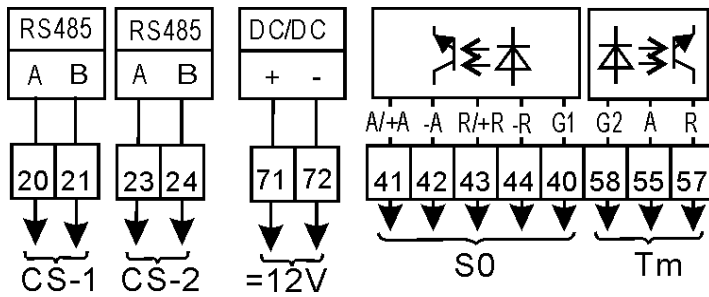 RS485 RS485 DC/DC
A B A B + -
A/+A -A R/+R -R G1 G2 A R
20 21 23 24 71 72 41 42 43 44 40 58 55 57
CS-1 CS-2 =12V S0 Tm